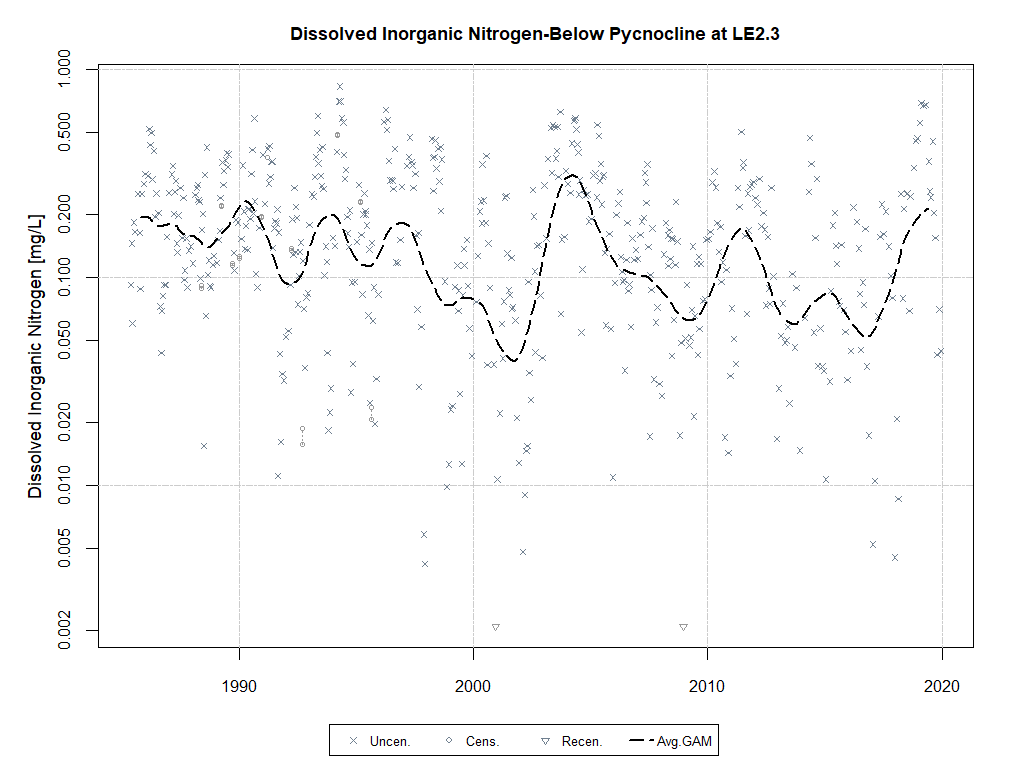 Dissolved Inorganic Nitrogen-Below Pycnocline at LE2.3
Dissolved Inorganic Nitrogen [mg/L]
1.000
0.500
0.200
0.100
0.050
0.020
0.010
0.005
0.002
1990 2000 2010 2020
Uncen. Cens. Recen. Avg.GAM